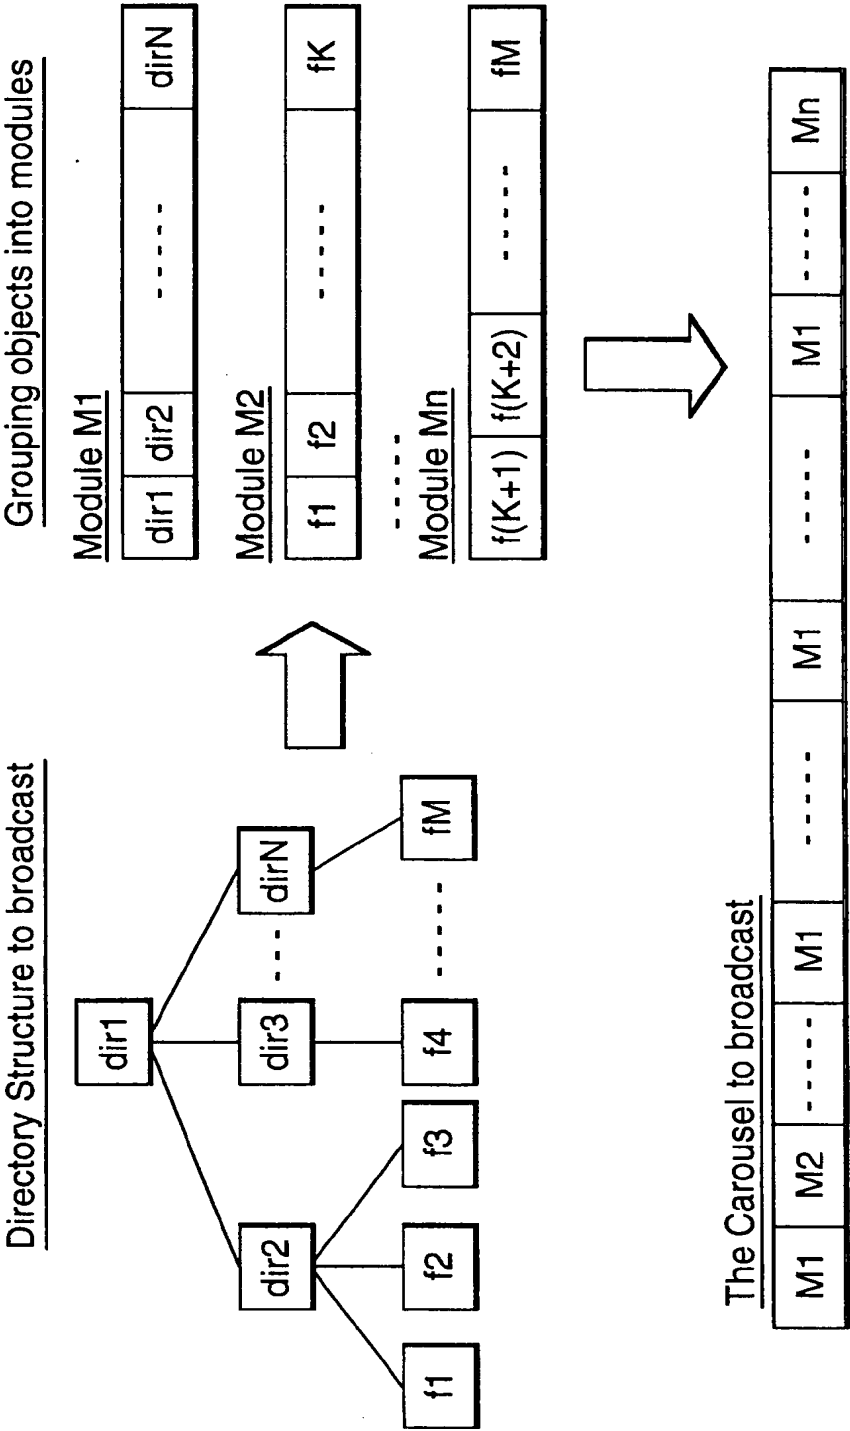 Directory Structure to broadcast
dir1
dir2 dir3 ----- dirN
f1 f2 f3 f4 ----- fM
Grouping objects into modules
Module M1
dir1 dir2 ----- dirN
Module M2
f1 f2 ----- fK
-----
Module Mn
f(K+1) f(K+2) ----- fM
The Carousel to broadcast
M1 M2 ----- M1 ----- M1 ----- M1 ----- Mn